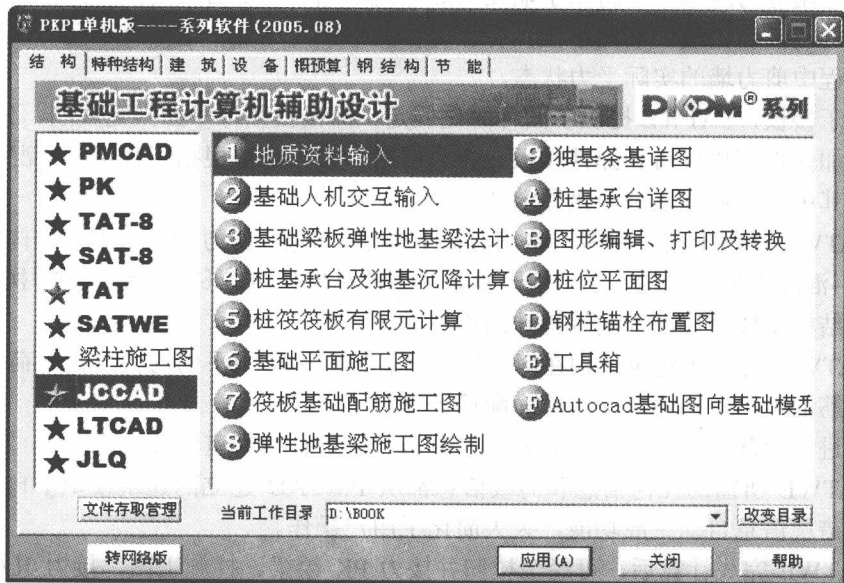 PKPMⅡ单机版----系列软件(2005.08)
结 构 特种结构 建 筑 设 备 概预算 钢 结 构 节 能
基础工程计算机辅助设计 PKPM®系列
★ PMCAD
★ PK
★ TAT-8
★ SAT-8
★ TAT
★ SATWE
★ 梁柱施工图
★ JCCAD
★ LTCAD
★ JLQ
1 地质资料输入
2 基础人机交互输入
3 基础梁板弹性地基梁法计
4 桩基承台及独基沉降计算
5 桩筏筏板有限元计算
6 基础平面施工图
7 筏板基础配筋施工图
8 弹性地基梁施工图绘制
9 独基条基详图
A 桩基承台详图
B 图形编辑、打印及转换
C 桩位平面图
D 钢柱锚栓布置图
E 工具箱
F Autocad基础图向基础模型
文件存取管理 当前工作目录 D:\BOOK 改变目录
转网络版 应用(A) 关闭 帮助